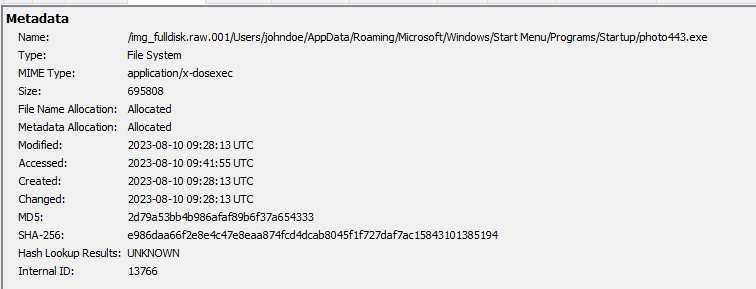 Metadata
Name: /img_fulldisk.raw.001/Users/johndoe/AppData/Roaming/Microsoft/Windows/Start Menu/Programs/Startup/photo443.exe
Type: File System
MIME Type: application/x-dosexec
Size: 695808
File Name Allocation: Allocated
Metadata Allocation: Allocated
Modified: 2023-08-10 09:28:13 UTC
Accessed: 2023-08-10 09:41:55 UTC
Created: 2023-08-10 09:28:13 UTC
Changed: 2023-08-10 09:28:13 UTC
MD5: 2d79a53bb4b986afaf89b6f37a654333
SHA-256: e986daa66f2e8e4c47e8eaa874fcd4dcab8045f1f727daf7ac15843101385194
Hash Lookup Results: UNKNOWN
Internal ID: 13766